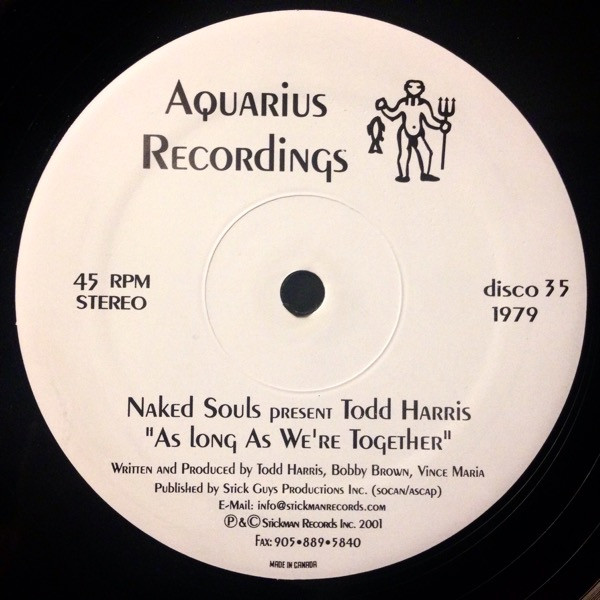 Aquarius
Recordings
45 RPM
STEREO
disco 35
1979
Naked Souls present Todd Harris
"As long As We're Together"
Written and Produced by Todd Harris, Bobby Brown, Vince Maria
Published by Stick Guys Productions Inc. (socan/ascap)
E-Mail: info@stickmanrecords.com
℗&© Stickman Records Inc. 2001
Fax: 905•889•5840
MADE IN CANADA